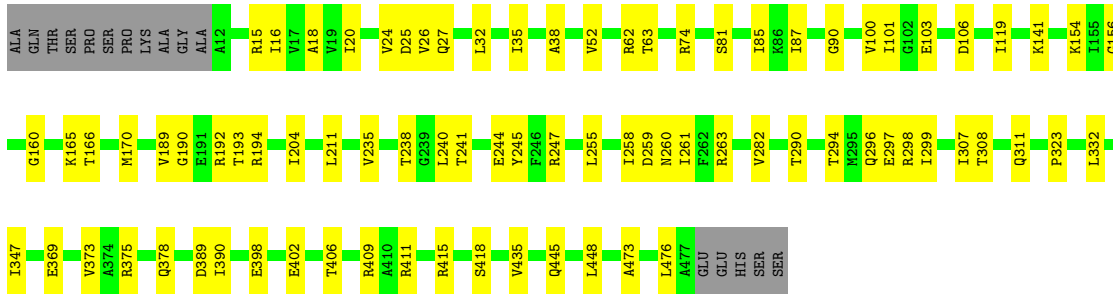 ALA GLN THR SER PRO SER PRO LYS ALA GLY ALA A12 R15 I16 V17 A18 V19 I20 V24 D25 V26 Q27 L32 I35 A38 V52 R62 T63 R74 S81 I85 K86 I87 G90 V100 I101 G102 E103 D106 I119 K141 K154 I155 G156
G160 K165 T166 M170 V189 G190 E191 R192 T193 R194 I204 L211 V235 T238 G239 L240 T241 E244 Y245 F246 R247 L255 I258 D259 N260 I261 F262 R263 V282 T290 T294 M295 Q296 E297 R298 I299 I307 T308 Q311 P323 L332
I347 E369 V373 A374 R375 Q378 D389 I390 E398 E402 T406 R409 A410 R411 R415 S418 V435 Q445 L448 A473 L476 A477 GLU GLU HIS SER SER